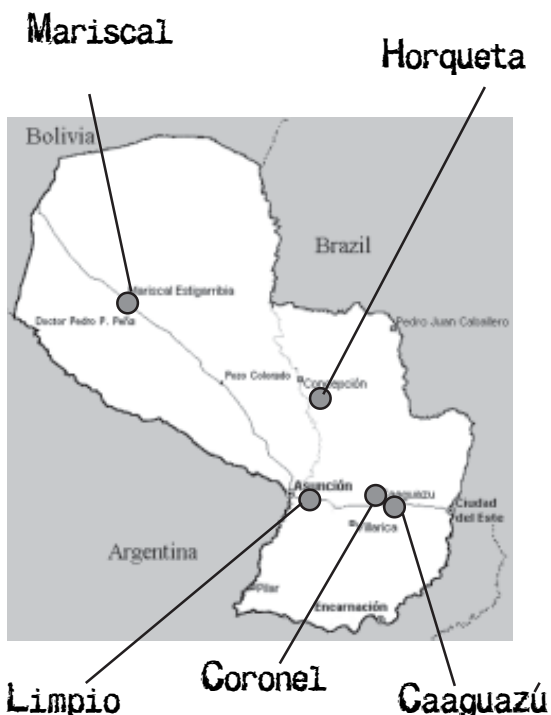 Mariscal
Horqueta
Bolivia
Brazil
Mariscal Estigarribia
Doctor Pedro P. Peña
Pedro Juan Caballero
Pozo Colorado
Concepción
Asunción
Caaguazu
Ciudad
del Este
Villarica
Argentina
Pilar
Encarnación
Limpio
Coronel
Caaguazú